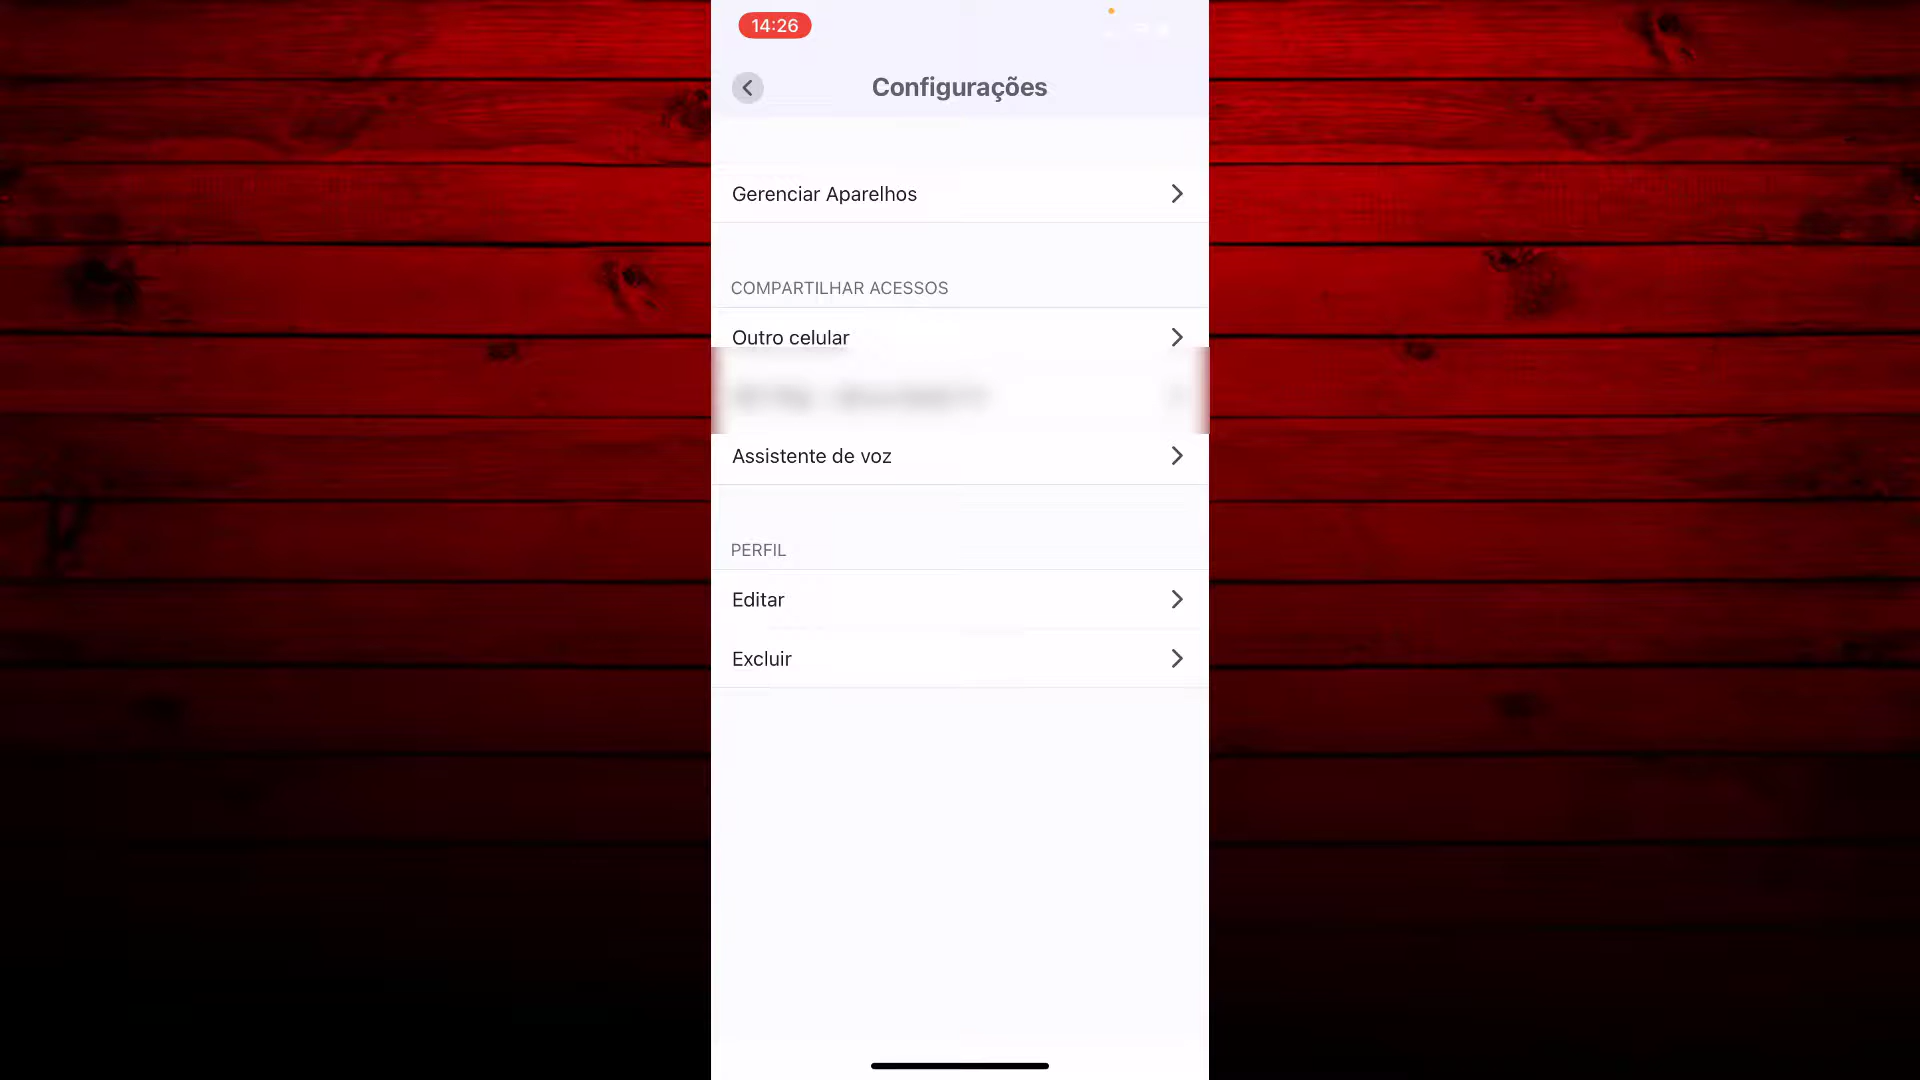 14:26
Configurações
Gerenciar Aparelhos
COMPARTILHAR ACESSOS
Outro celular
Assistente de voz
PERFIL
Editar
Excluir